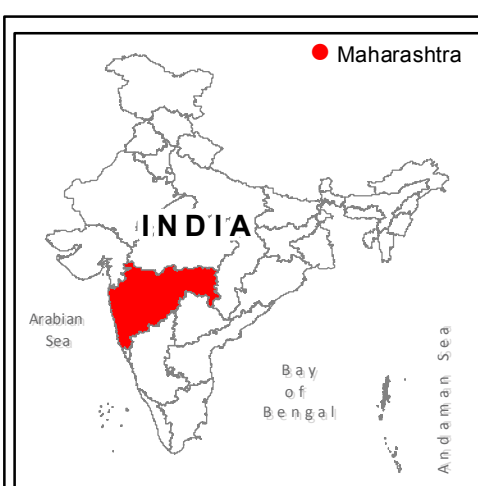 Maharashtra
INDIA
Arabian
Sea
Bay
of
Bengal
Andaman Sea